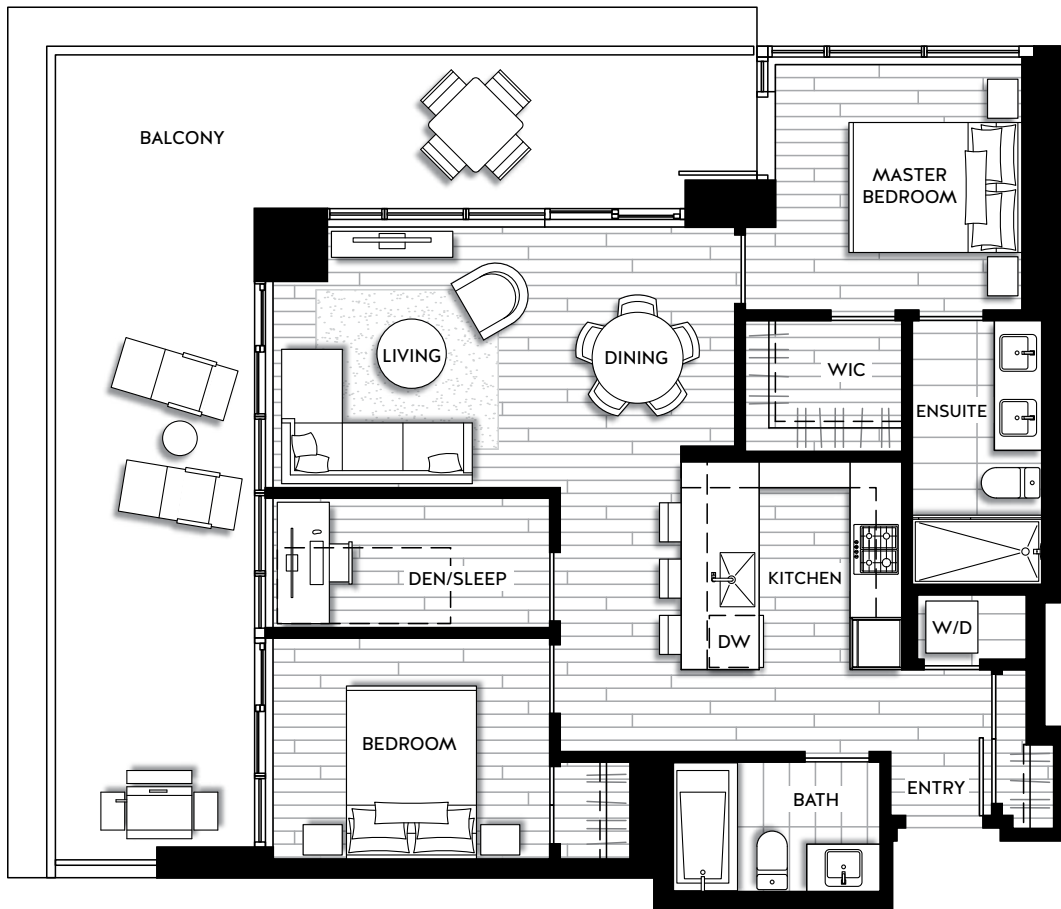 BALCONY
MASTER
BEDROOM
LIVING
DINING
WIC
ENSUITE
DEN/SLEEP
KITCHEN
W/D
DW
BEDROOM
ENTRY
BATH